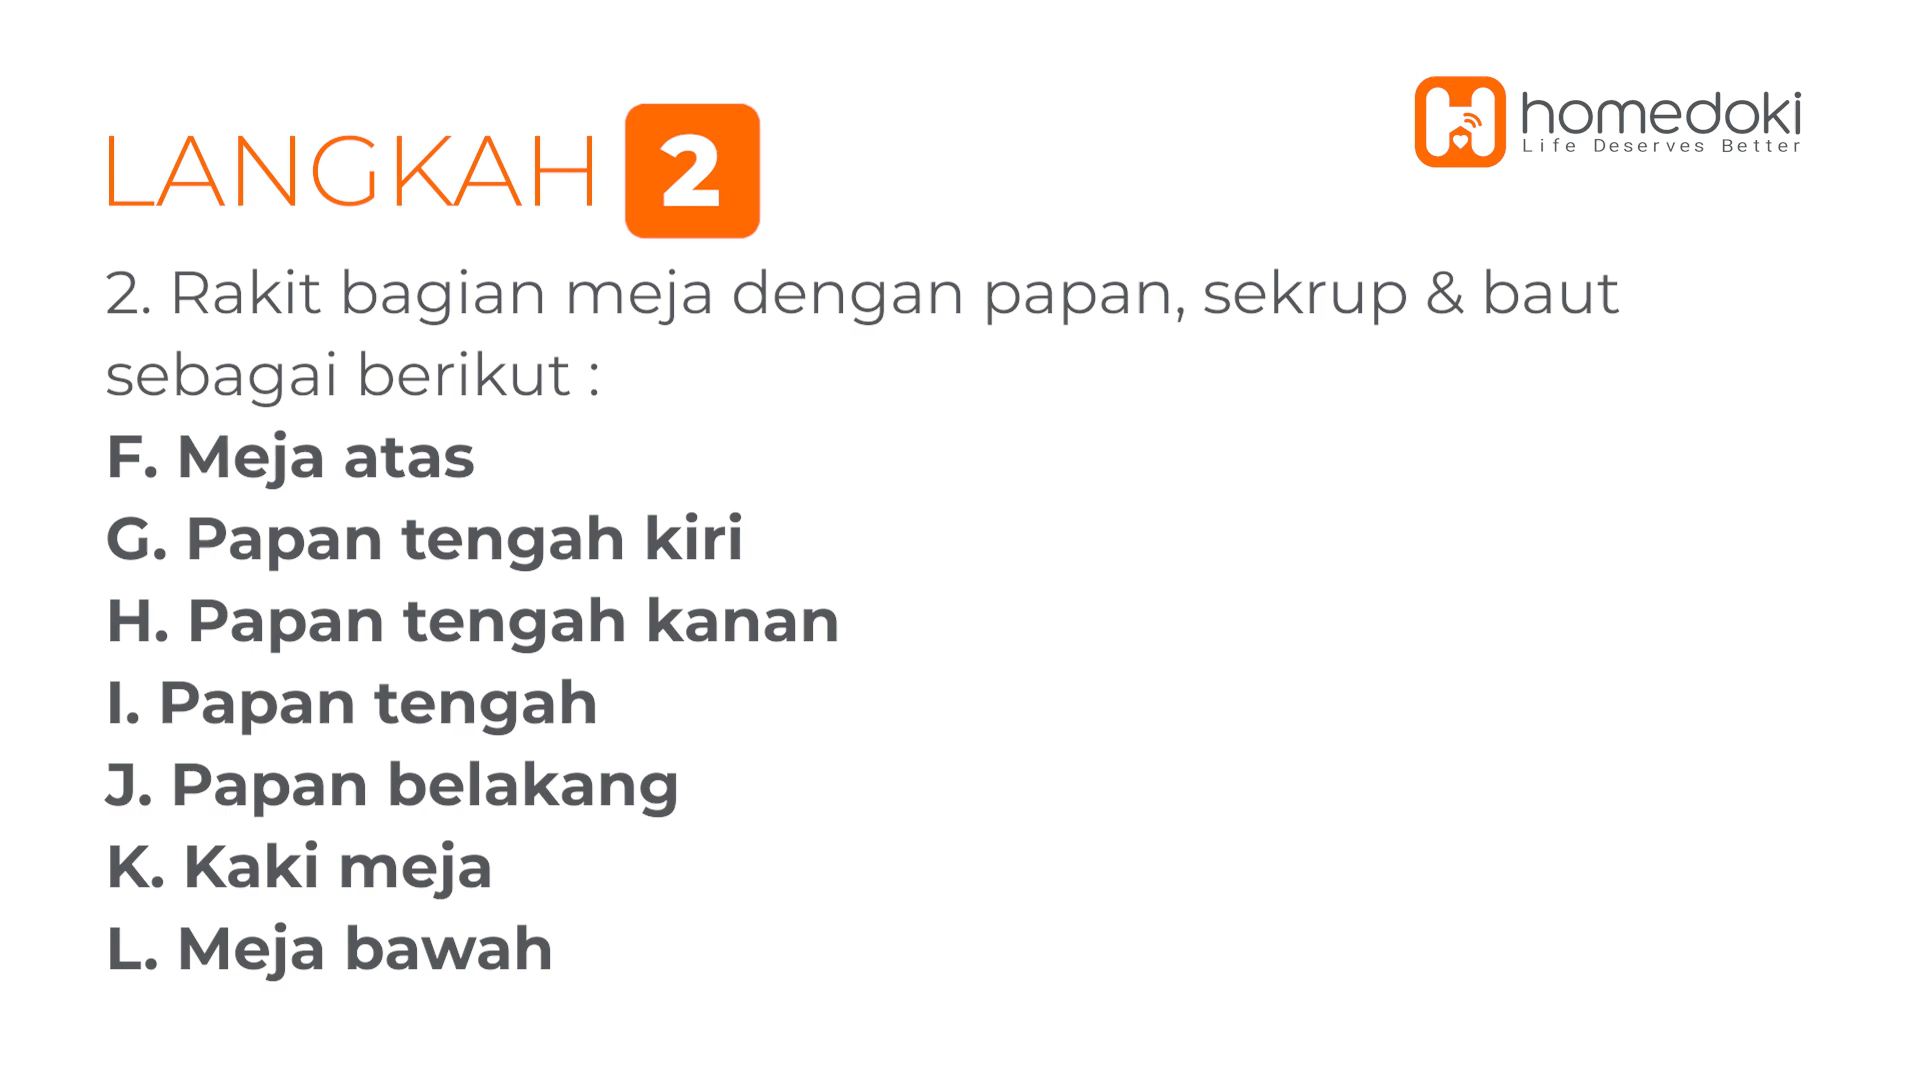 LANGKAH 2
homedoki
Life Deserves Better
2. Rakit bagian meja dengan papan, sekrup & baut
sebagai berikut :
F. Meja atas
G. Papan tengah kiri
H. Papan tengah kanan
I. Papan tengah
J. Papan belakang
K. Kaki meja
L. Meja bawah